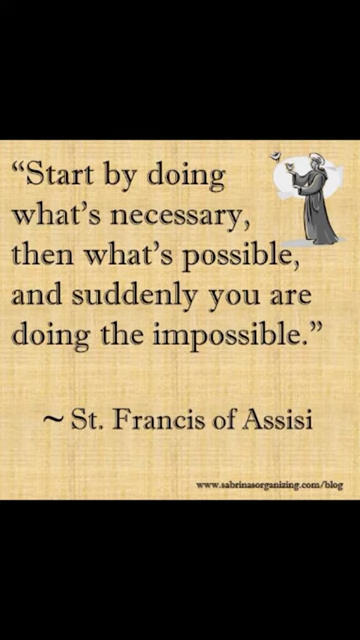 “Start by doing
what’s necessary,
then what’s possible,
and suddenly you are
doing the impossible.”
~ St. Francis of Assisi
www.sabrinasorganizing.com/blog